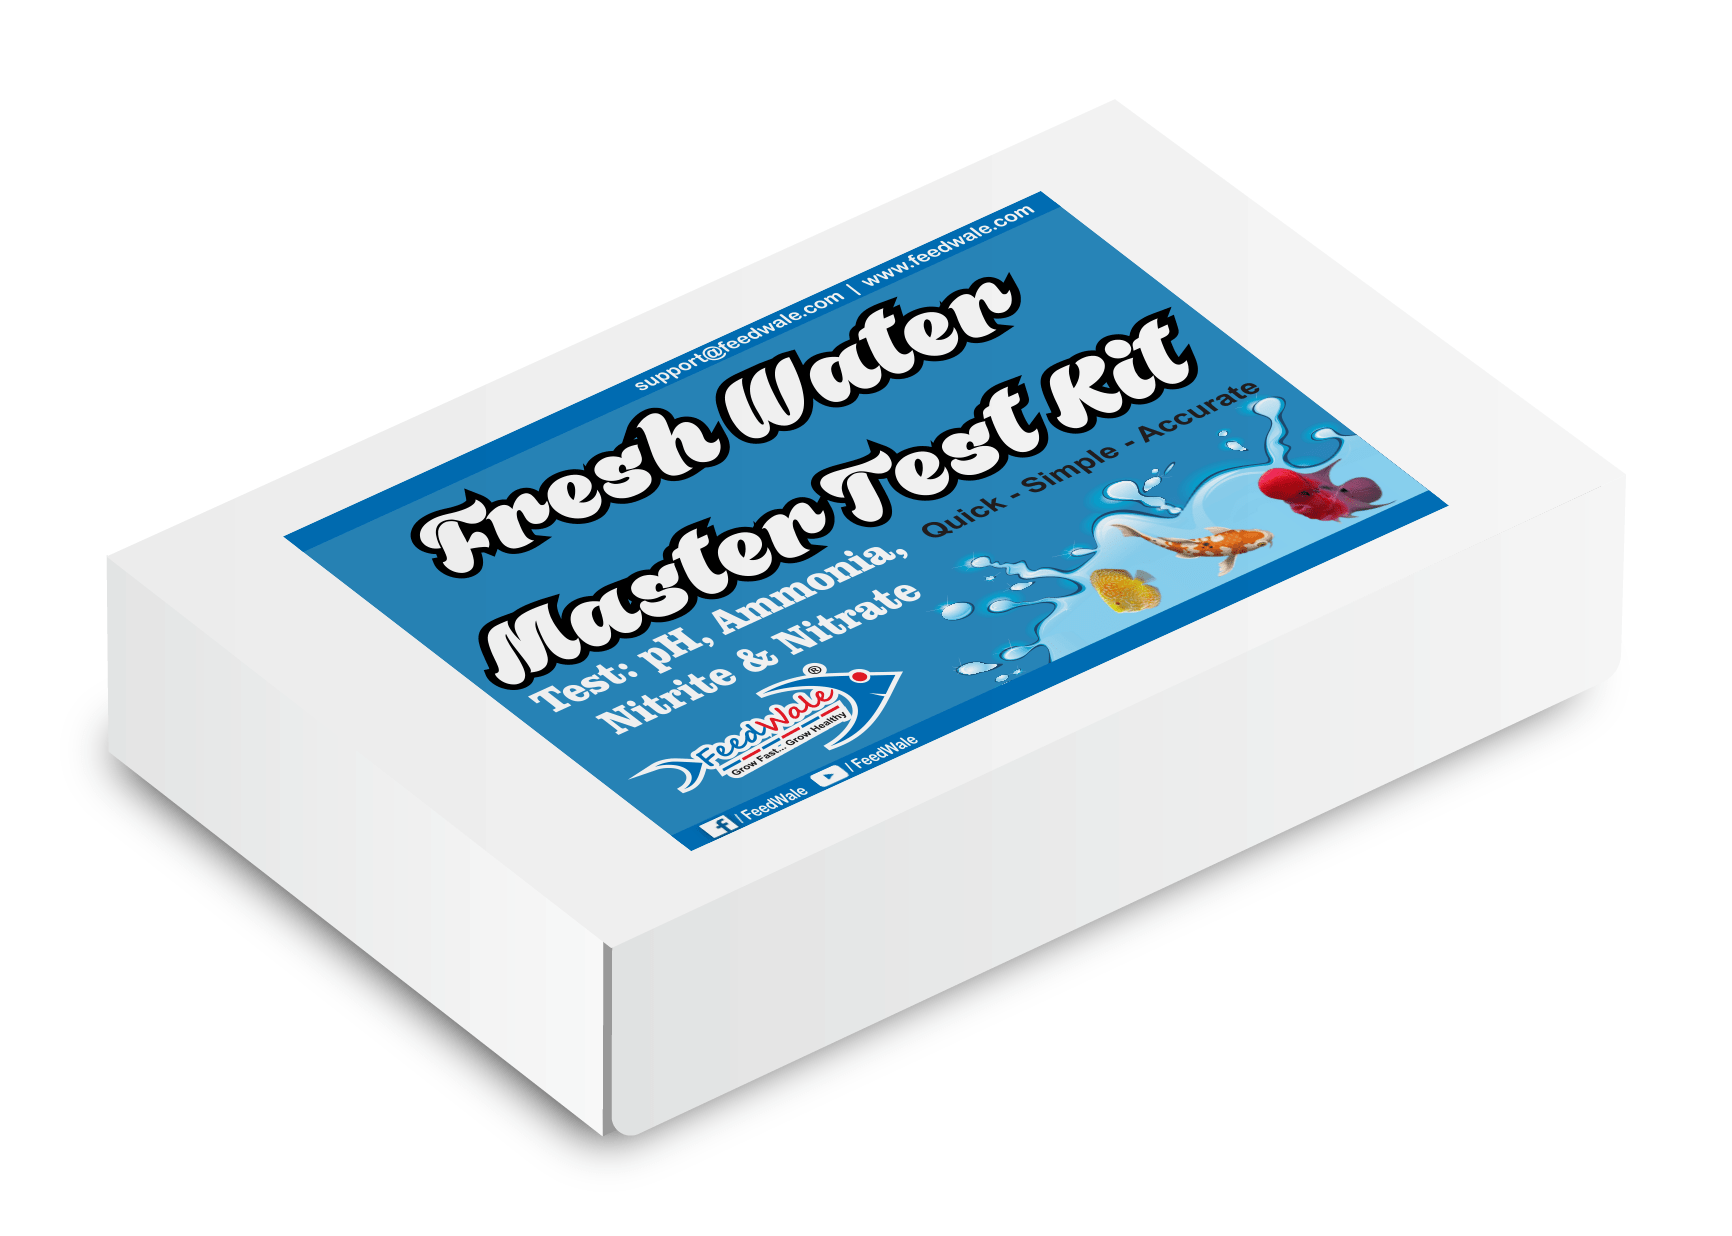 support@feedwale.com | www.feedwale.com
Fresh Water
Master Test Kit
Quick - Simple - Accurate
Test: pH, Ammonia,
Nitrite & Nitrate
®
FeedWale
Grow Fast... Grow Healthy
/ FeedWale / FeedWale